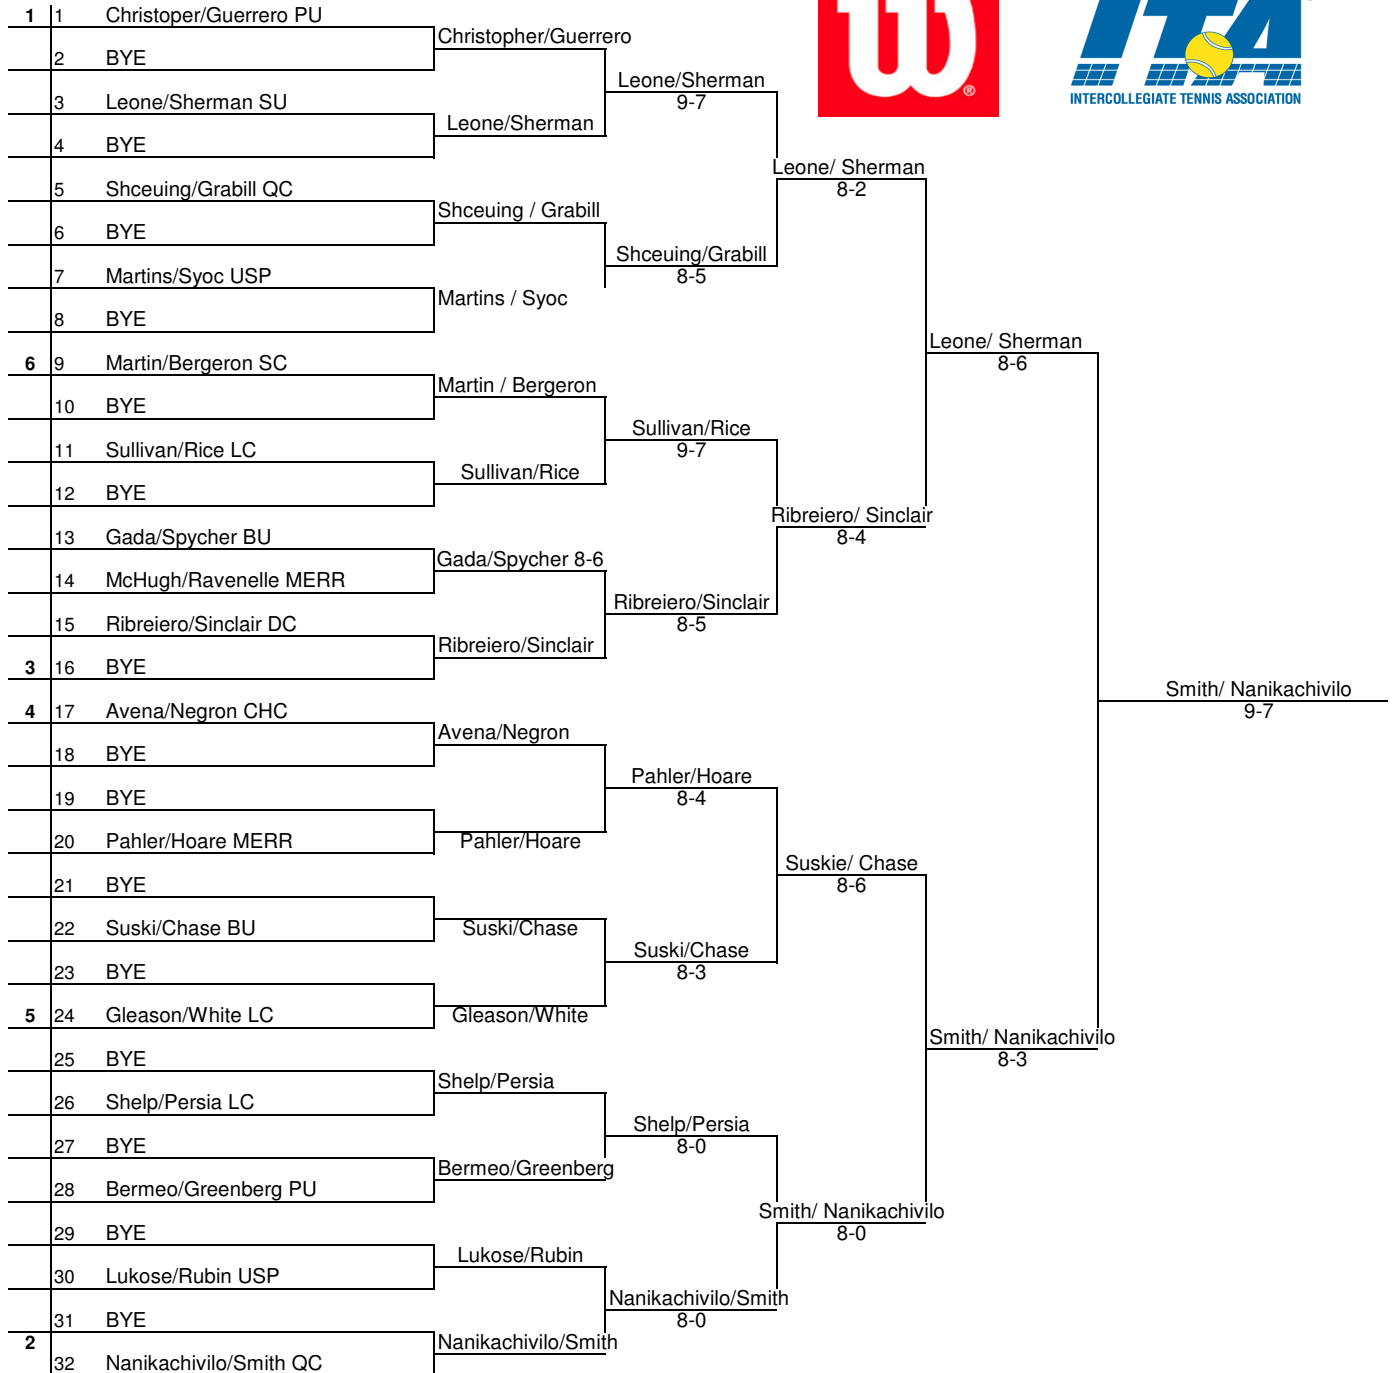 1 1 Christoper/Guerrero PU
Christopher/Guerrero
2 BYE
Leone/Sherman
9-7
3 Leone/Sherman SU
Leone/Sherman
4 BYE
Leone/ Sherman
8-2
5 Shceuing/Grabill QC
Shceuing / Grabill
6 BYE
Shceuing/Grabill
8-5
7 Martins/Syoc USP
Martins / Syoc
8 BYE
Leone/ Sherman
8-6
6 9 Martin/Bergeron SC
Martin / Bergeron
10 BYE
Sullivan/Rice
9-7
11 Sullivan/Rice LC
Sullivan/Rice
12 BYE
Ribreiero/ Sinclair
8-4
13 Gada/Spycher BU
Gada/Spycher 8-6
14 McHugh/Ravenelle MERR
Ribreiero/Sinclair
8-5
15 Ribreiero/Sinclair DC
Ribreiero/Sinclair
3 16 BYE
Smith/ Nanikachivilo
9-7
4 17 Avena/Negron CHC
Avena/Negron
18 BYE
Pahler/Hoare
8-4
19 BYE
20 Pahler/Hoare MERR
Pahler/Hoare
Suskie/ Chase
8-6
21 BYE
22 Suski/Chase BU
Suski/Chase
Suski/Chase
8-3
23 BYE
5 24 Gleason/White LC
Gleason/White
Smith/ Nanikachivilo
8-3
25 BYE
Shelp/Persia
26 Shelp/Persia LC
Shelp/Persia
8-0
27 BYE
Bermeo/Greenberg
28 Bermeo/Greenberg PU
Smith/ Nanikachivilo
8-0
29 BYE
Lukose/Rubin
30 Lukose/Rubin USP
Nanikachivilo/Smith
8-0
31 BYE
2
Nanikachivilo/Smith
32 Nanikachivilo/Smith QC
W
®
ITA
INTERCOLLEGIATE TENNIS ASSOCIATION